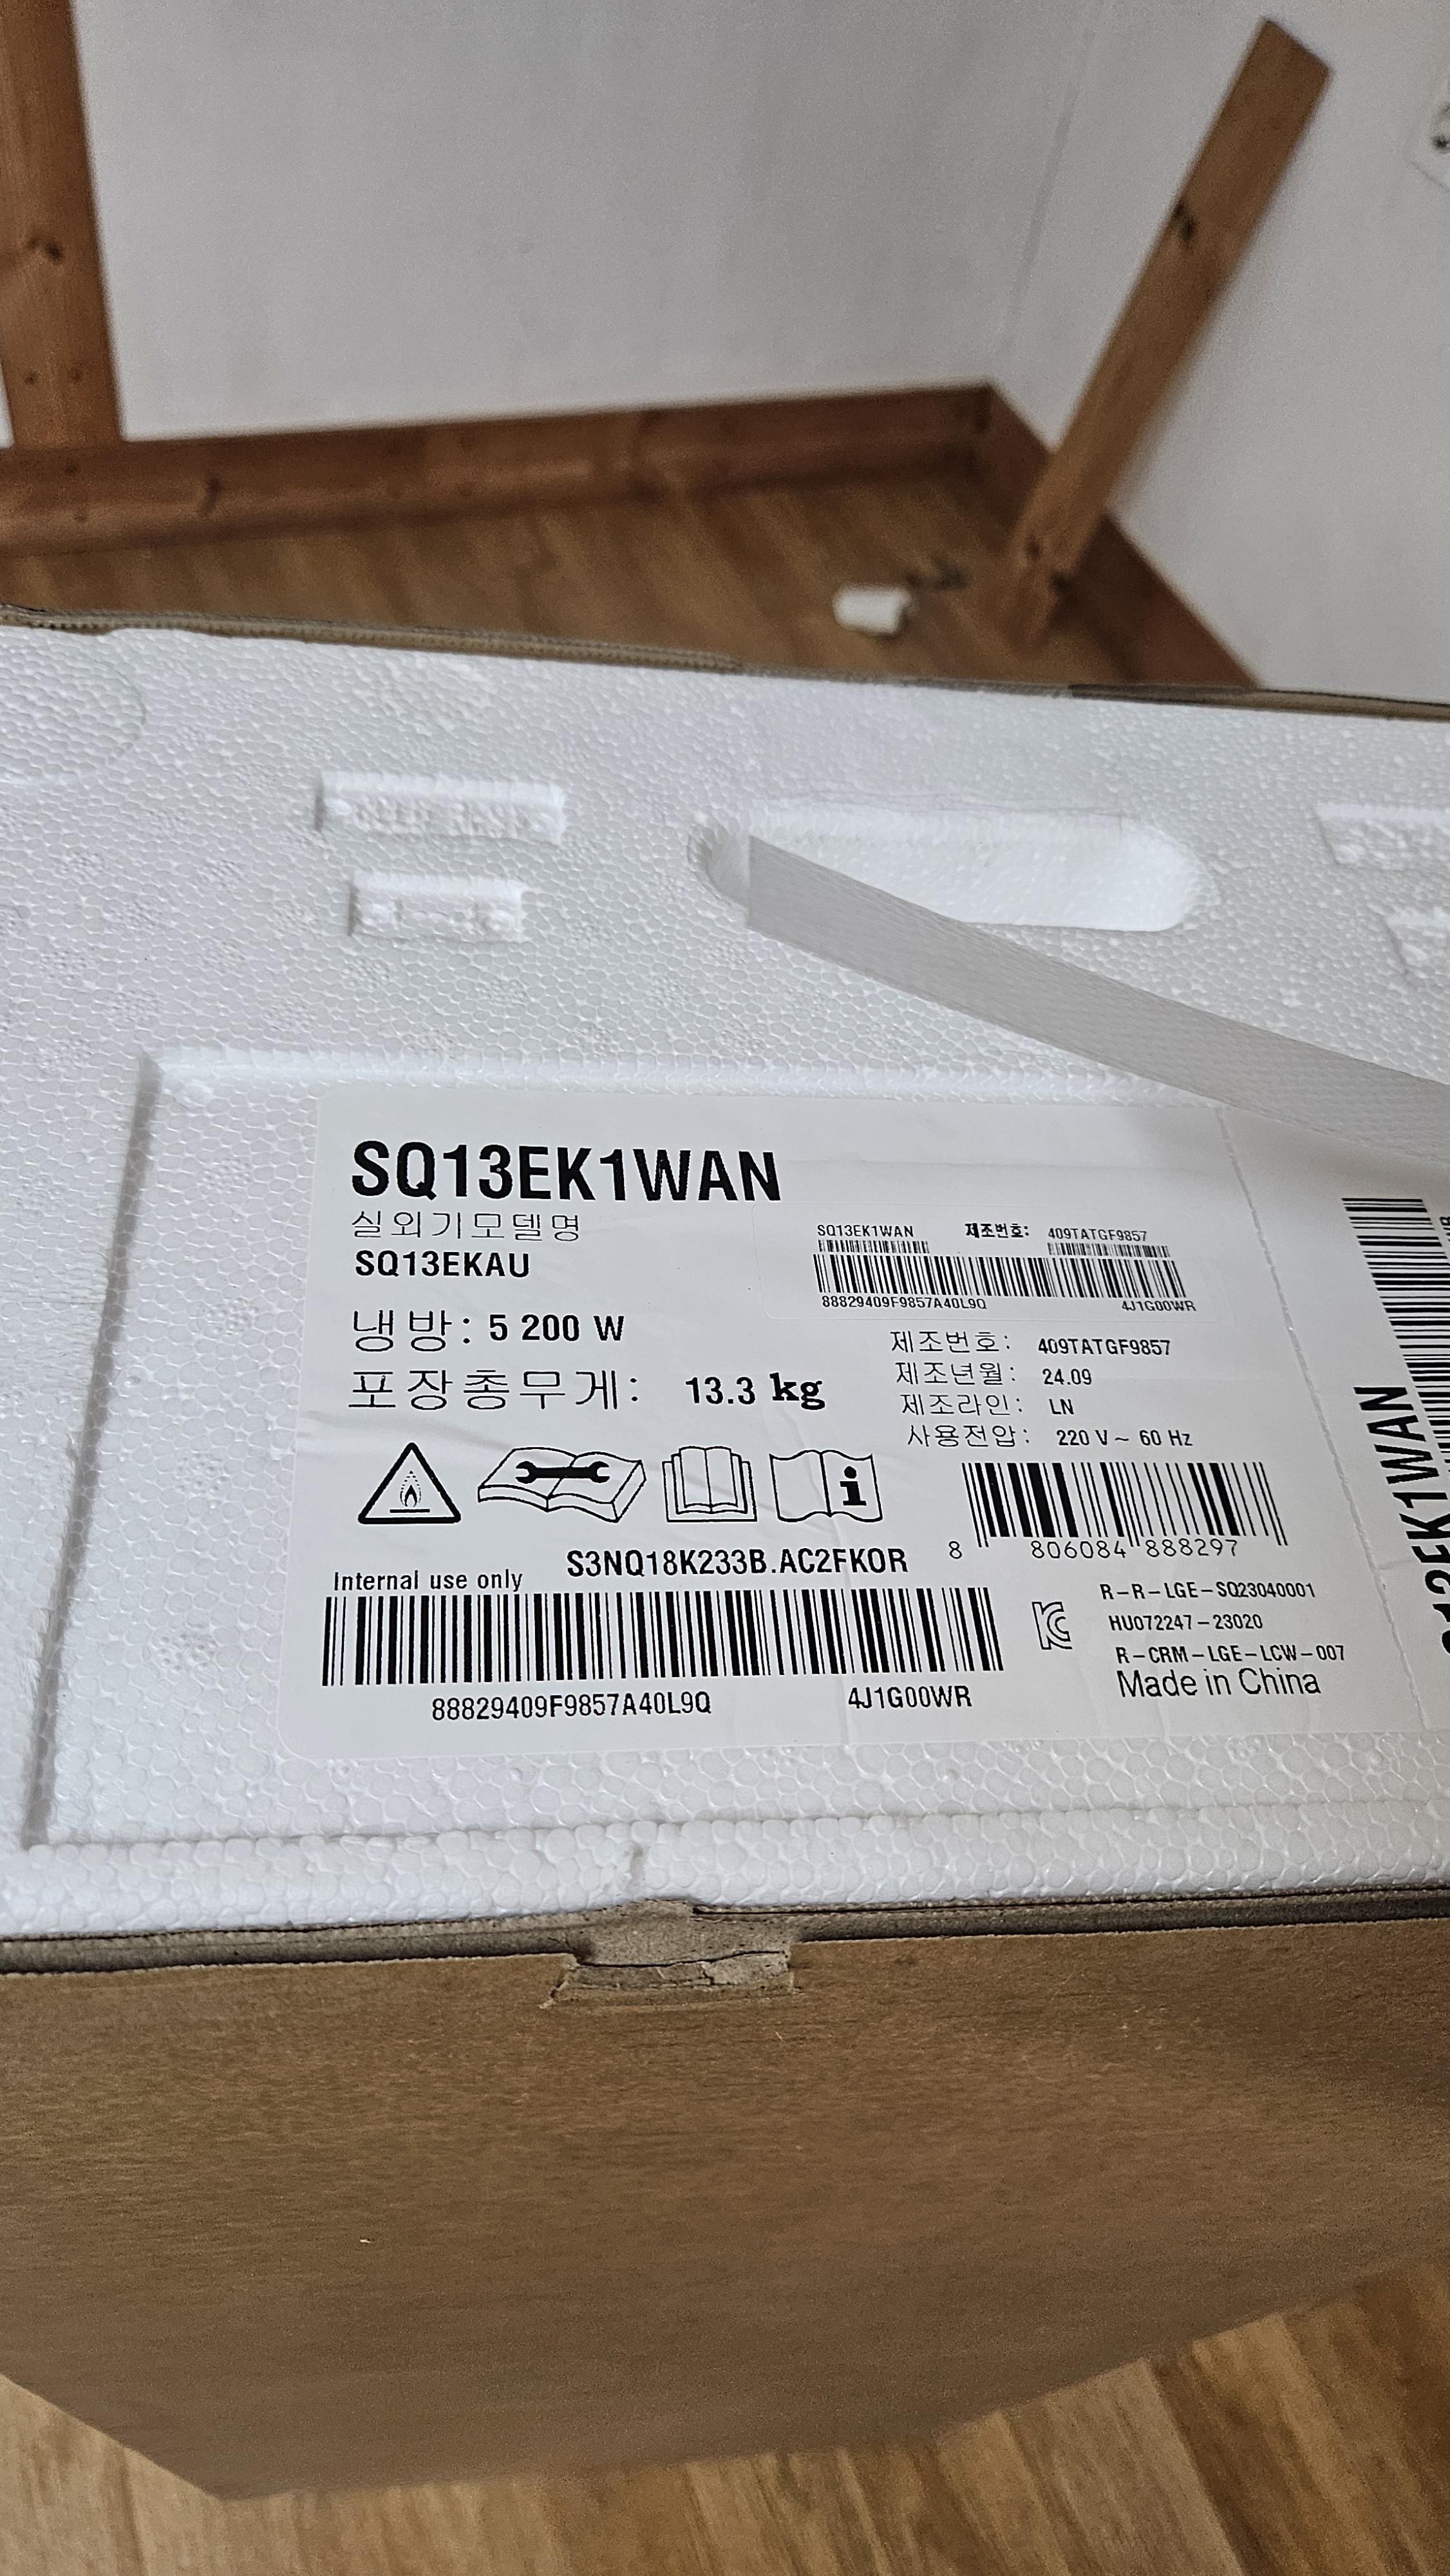 SQ13EK1WAN
실외기모델명
SQ13EKAU
냉방: 5 200 W
포장총무게: 13.3 kg
SQ13EK1WAN 제조번호: 409TATGF9857
88829409F9857A40L9Q 4J1G00WR
제조번호: 409TATGF9857
제조년월: 24.09
제조라인: LN
사용전압: 220 V ~ 60 Hz
8 806084 888297
S3NQ18K233B.AC2FKOR
Internal use only
88829409F9857A40L9Q 4J1G00WR
R-R-LGE-SQ23040001
HU072247-23020
R-CRM-LGE-LCW-007
Made in China
13EK1WAN